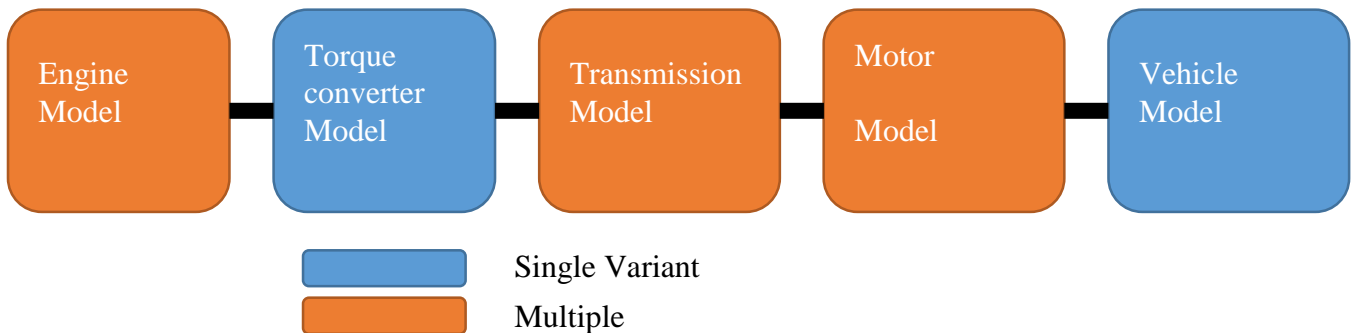 Engine
Model
Torque
converter
Model
Transmission
Model
Motor
Model
Vehicle
Model
Single Variant
Multiple